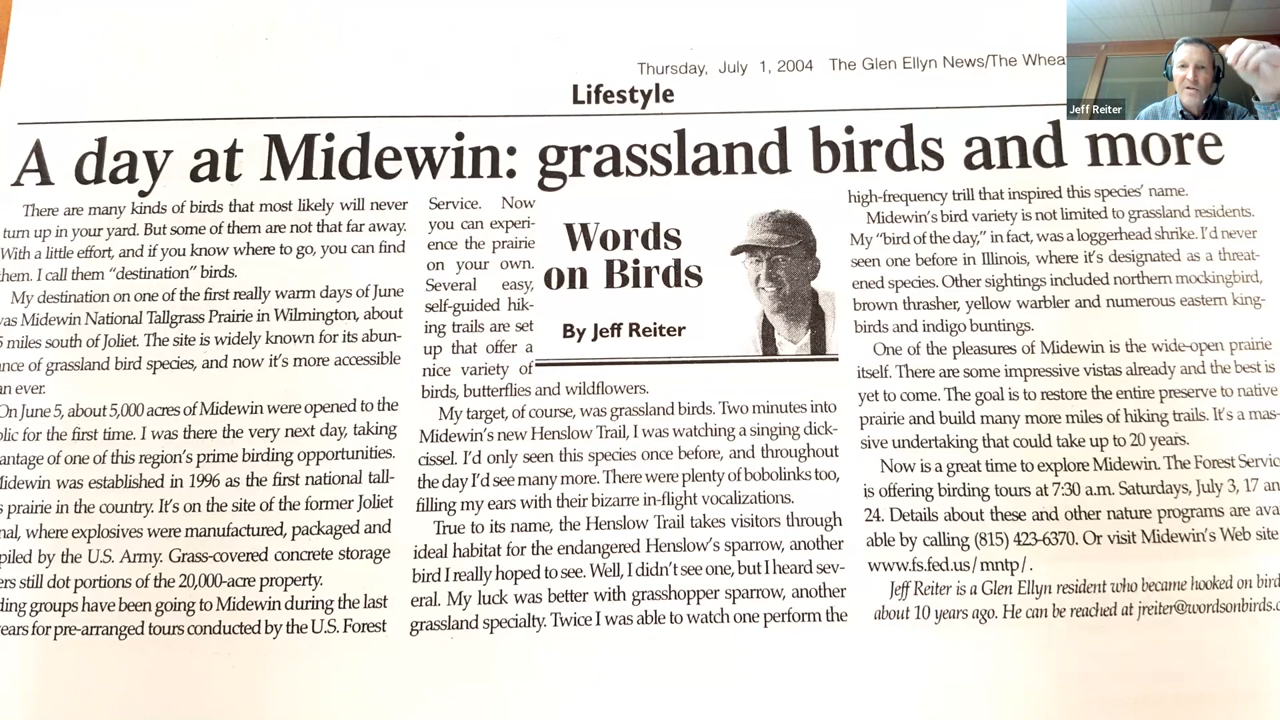 Thursday, July 1, 2004 The Glen Ellyn News/The
Lifestyle
Jeff Reiter
A day at Midewin: grassland birds and more
There are many kinds of birds that most likely will never
turn up in your yard. But some of them are not that far away.
With a little effort, and if you know where to go, you can find
them. I call them “destination” birds.
My destination on one of the first really warm days of June
was Midewin National Tallgrass Prairie in Wilmington, about
miles south of Joliet. The site is widely known for its abun-
ance of grassland bird species, and now it's more accessible
an ever.
On June 5, about 5,000 acres of Midewin were opened to the
blic for the first time. I was there the very next day, taking
antage of one of this region's prime birding opportunities.
Midewin was established in 1996 as the first national tall-
s prairie in the country. It's on the site of the former Joliet
nal, where explosives were manufactured, packaged and
piled by the U.S. Army. Grass-covered concrete storage
ers still dot portions of the 20,000-acre property.
ding groups have been going to Midewin during the last
ears for pre-arranged tours conducted by the U.S. Forest
Service. Now
you can experi-
ence the prairie
on your own.
Several easy,
self-guided hik-
ing trails are set
up that offer a
nice variety of
birds, butterflies and wildflowers.
Words
on Birds
By Jeff Reiter
My target, of course, was grassland birds. Two minutes into
Midewin's new Henslow Trail, I was watching a singing dick-
cissel. I'd only seen this species once before, and throughout
the day I'd see many more. There were plenty of bobolinks too,
filling my ears with their bizarre in-flight vocalizations.
True to its name, the Henslow Trail takes visitors through
ideal habitat for the endangered Henslow's sparrow, another
bird I really hoped to see. Well, I didn't see one, but I heard sev-
eral. My luck was better with grasshopper sparrow, another
grassland specialty. Twice I was able to watch one perform the
high-frequency trill that inspired this species' name.
Midewin's bird variety is not limited to grassland residents.
My “bird of the day,” in fact, was a loggerhead shrike. I'd never
seen one before in Illinois, where it's designated as a threat-
ened species. Other sightings included northern mockingbird,
brown thrasher, yellow warbler and numerous eastern king-
birds and indigo buntings.
One of the pleasures of Midewin is the wide-open prairie
itself. There are some impressive vistas already and the best is
yet to come. The goal is to restore the entire preserve to native
prairie and build many more miles of hiking trails. It's a mas-
sive undertaking that could take up to 20 years.
Now is a great time to explore Midewin. The Forest Servic
is offering birding tours at 7:30 a.m. Saturdays, July 3, 17 an
24. Details about these and other nature programs are ava
able by calling (815) 423-6370. Or visit Midewin's Web site
www.fs.fed.us/mntp/.
Jeff Reiter is a Glen Ellyn resident who became hooked on bird
about 10 years ago. He can be reached at jreiter@wordsonbirds.c